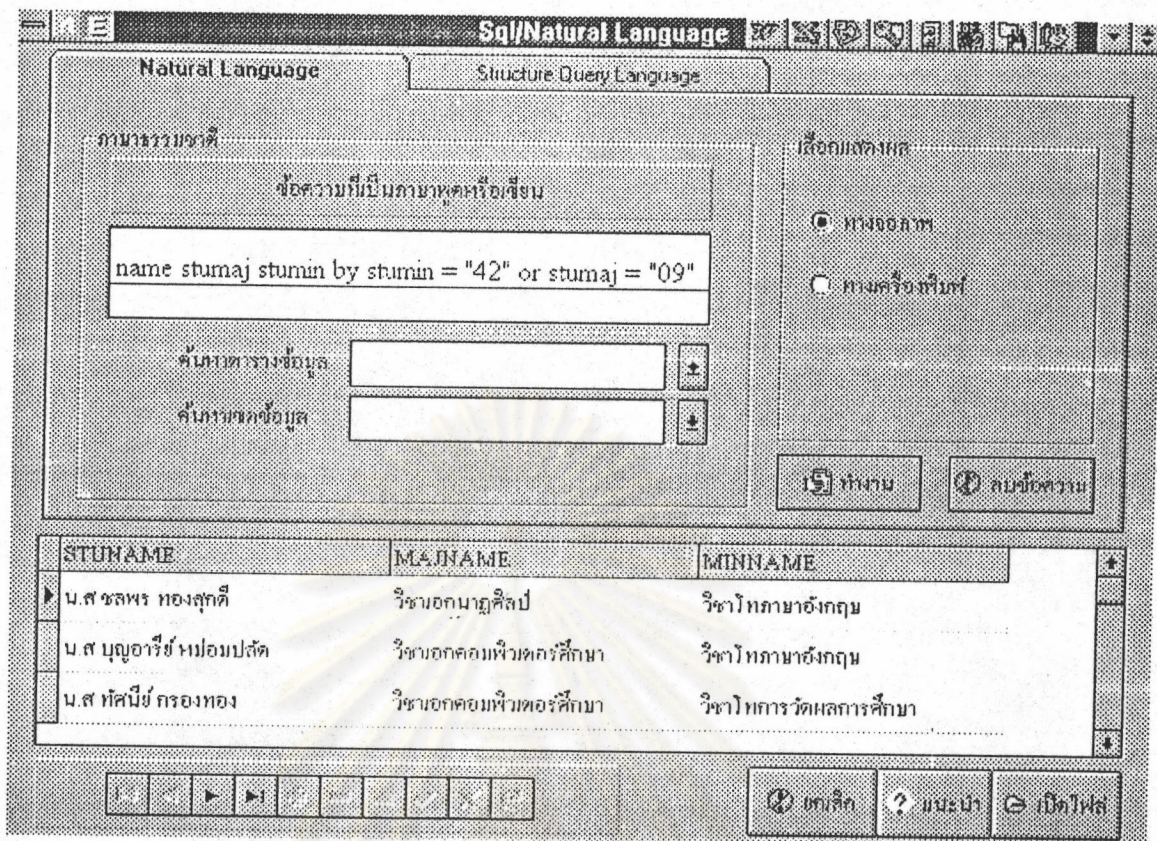 Sql/Natural Language
Natural Language
Structure Query Language
ภาษาธรรมชาติ
เลือกแสดงผล
ข้อความที่เป็นภาษาพูดหรือเขียน
ทางจอภาพ
name stumaj stumin by stumin = "42" or stumaj = "09"
ทางเครื่องพิมพ์
ค้นหาตารางข้อมูล
ค้นหาเขตข้อมูล
ทำงาน
ลบข้อความ
STUNAME MAJNAME MINNAME
น.ส ชลพร ทองสุกดี วิชาเอกนาฏศิลป์ วิชาโทภาษาอังกฤษ
น.ส บุญอารีย์ หม่อมปลัด วิชาเอกคอมพิวเตอร์ศึกษา วิชาโทภาษาอังกฤษ
น.ส ทัศนีย์ กรองทอง วิชาเอกคอมพิวเตอร์ศึกษา วิชาโทการวัดผลการศึกษา
ยกเลิก
แนะนำ
เปิดไฟล์